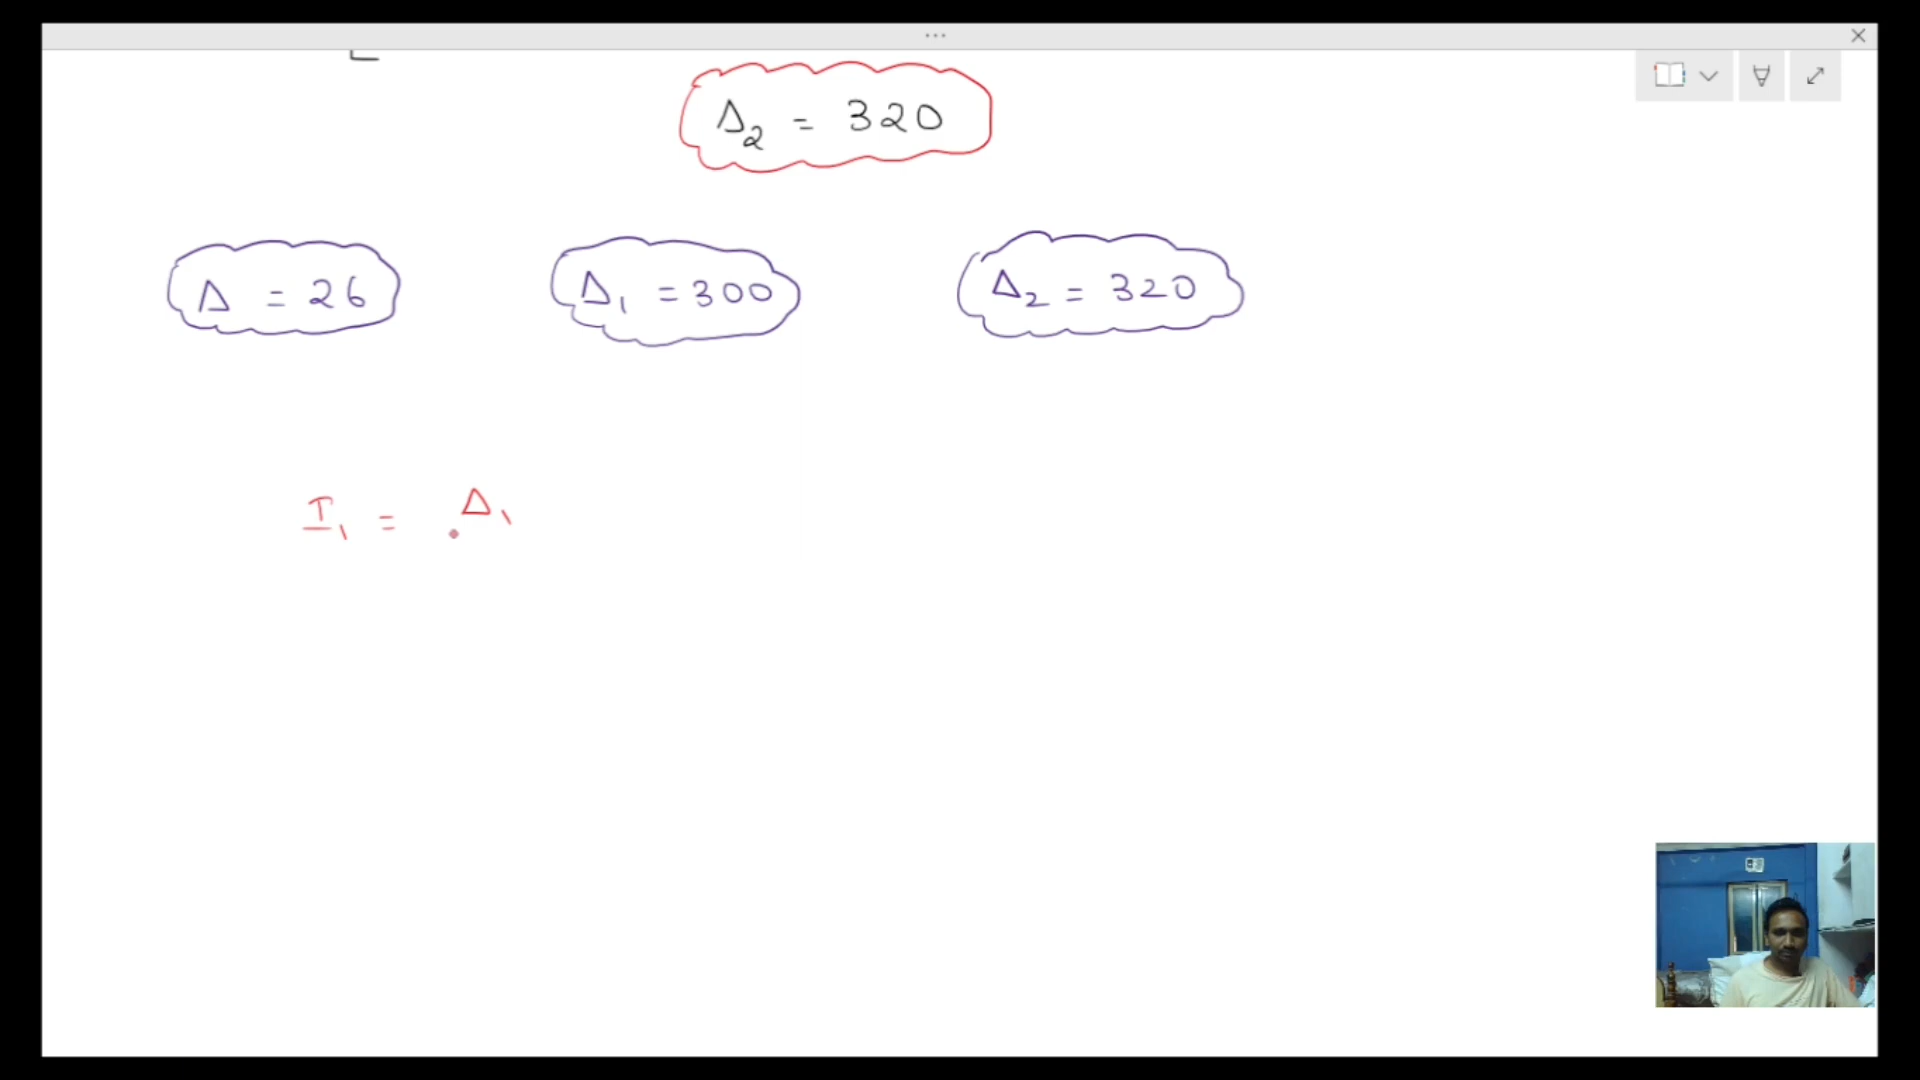 Δ₂ = 320
Δ = 26 Δ₁ = 300 Δ₂ = 320
I₁ = Δ₁